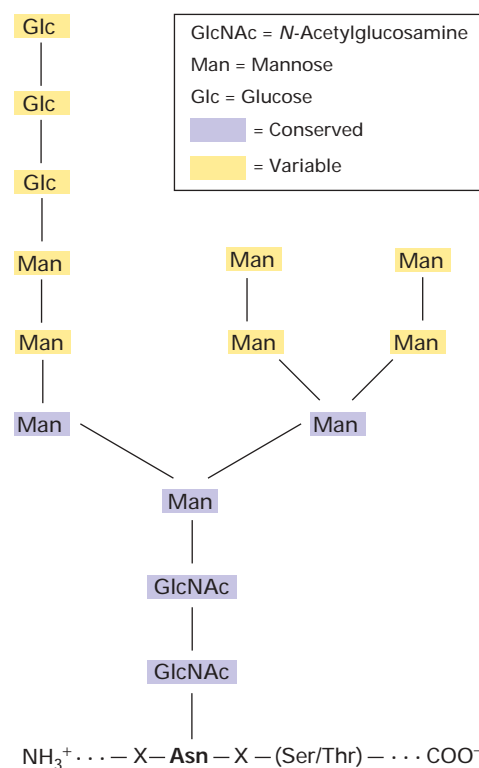 Glc
GlcNAc = N-Acetylglucosamine
Man = Mannose
Glc = Glucose
= Conserved
= Variable
Glc
Glc
Man
Man
Man
Man
Man
Man
Man
Man
Man
GlcNAc
GlcNAc
NH₃⁺ · · · — X — Asn — X — (Ser/Thr) — · · · COO⁻